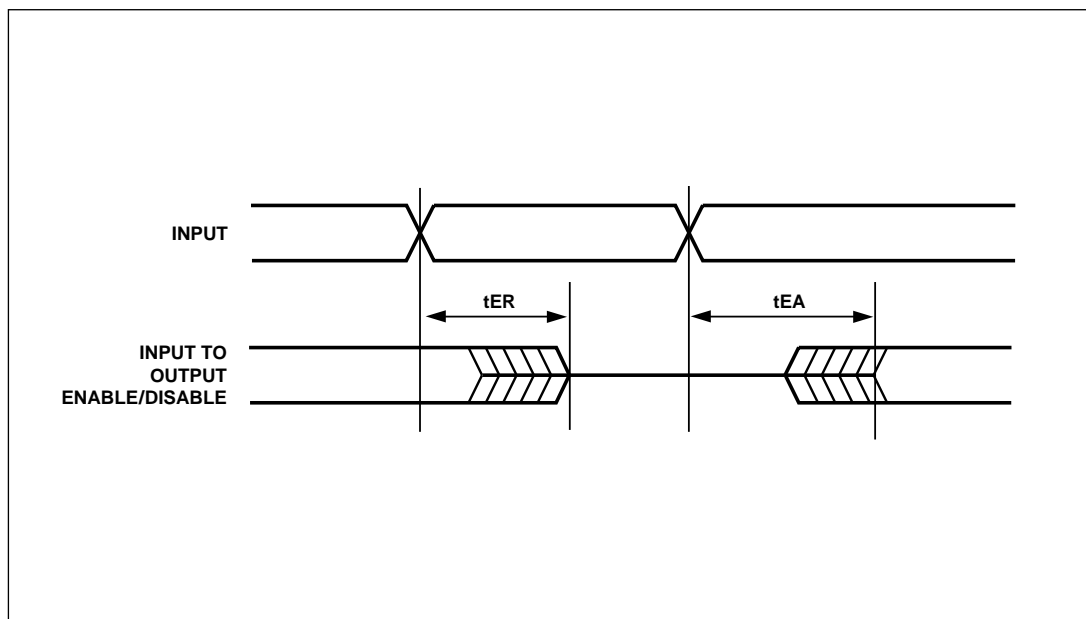 INPUT
tER
tEA
INPUT TO
OUTPUT
ENABLE/DISABLE